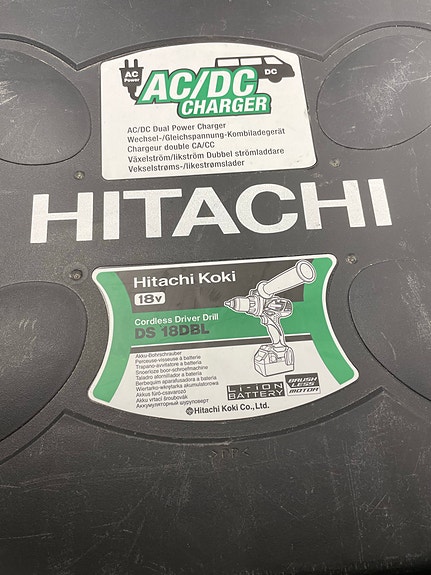 AC
Power
DC
AC/DC
CHARGER
AC/DC Dual Power Charger
Wechsel-/Gleichspannung-Kombiladegerät
Chargeur double CA/CC
Växelström/likström Dubbel strömladdare
Vekselstrøms-/likestrømslader
HITACHI
Hitachi Koki
18v
Cordless Driver Drill
DS 18DBL
Akku-Bohrschrauber
Perceuse-visseuse à batterie
Trapano-avvitatore a batteria
Snoerloze boor-schroefmachine
Taladro atornillador a batería
Berbequim aparafusadora a bateria
Wiertarko-wkrętarka akumulatorowa
Akkus fúró-csavarozó
Aku vrtací šroubovák
Аккумуляторный шуруповерт
LI-ION
BATTERY
BRUSH
LESS
MOTOR
Hitachi Koki Co., Ltd.
>PP<